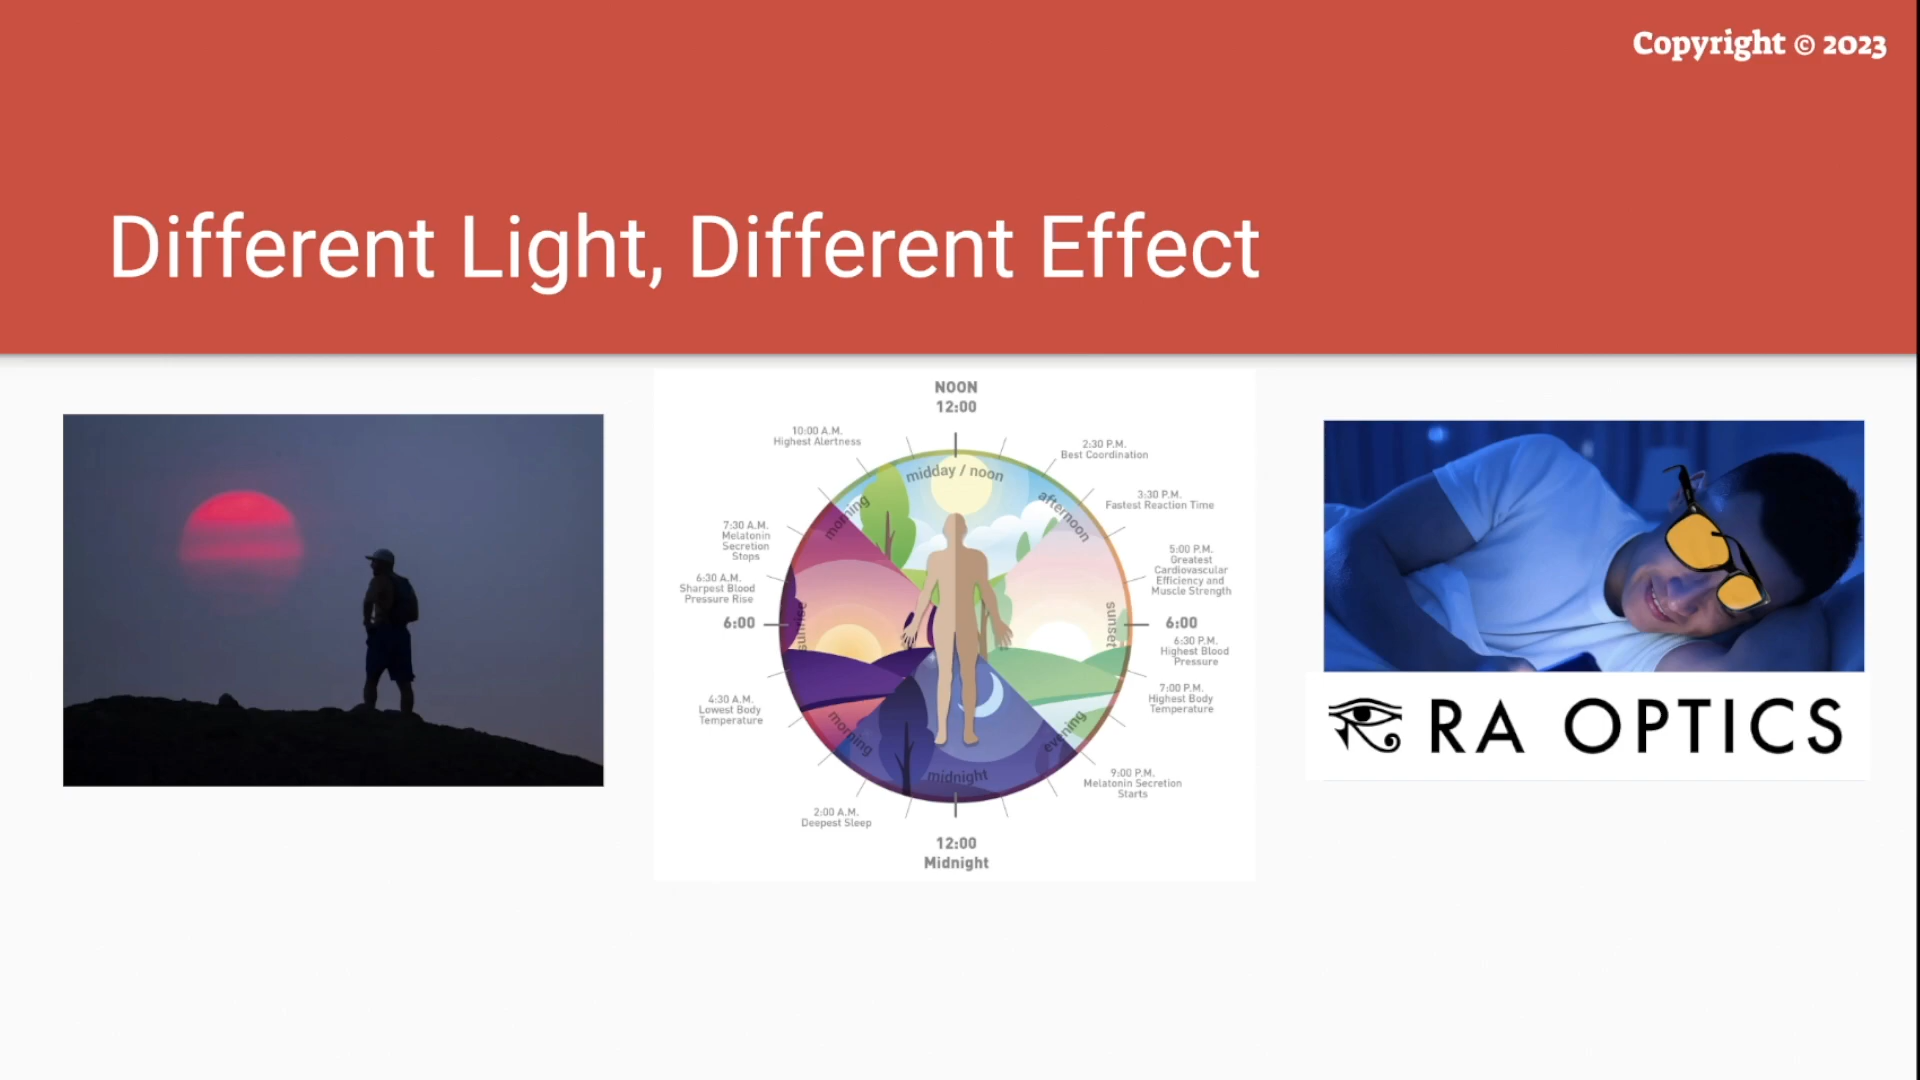 Copyright © 2023
Different Light, Different Effect
NOON
12:00
10:00 A.M.
Highest Alertness
2:30 P.M.
Best Coordination
midday / noon
morning
afternoon
3:30 P.M.
Fastest Reaction Time
7:30 A.M.
Melatonin
Secretion
Stops
5:00 P.M.
Greatest
Cardiovascular
Efficiency and
Muscle Strength
6:30 A.M.
Sharpest Blood
Pressure Rise
6:00
sunrise
sunset
6:00
6:30 P.M.
Highest Blood
Pressure
7:00 P.M.
Highest Body
Temperature
4:30 A.M.
Lowest Body
Temperature
morning
evening
midnight
9:00 P.M.
Melatonin Secretion
Starts
2:00 A.M.
Deepest Sleep
12:00
Midnight
RA OPTICS